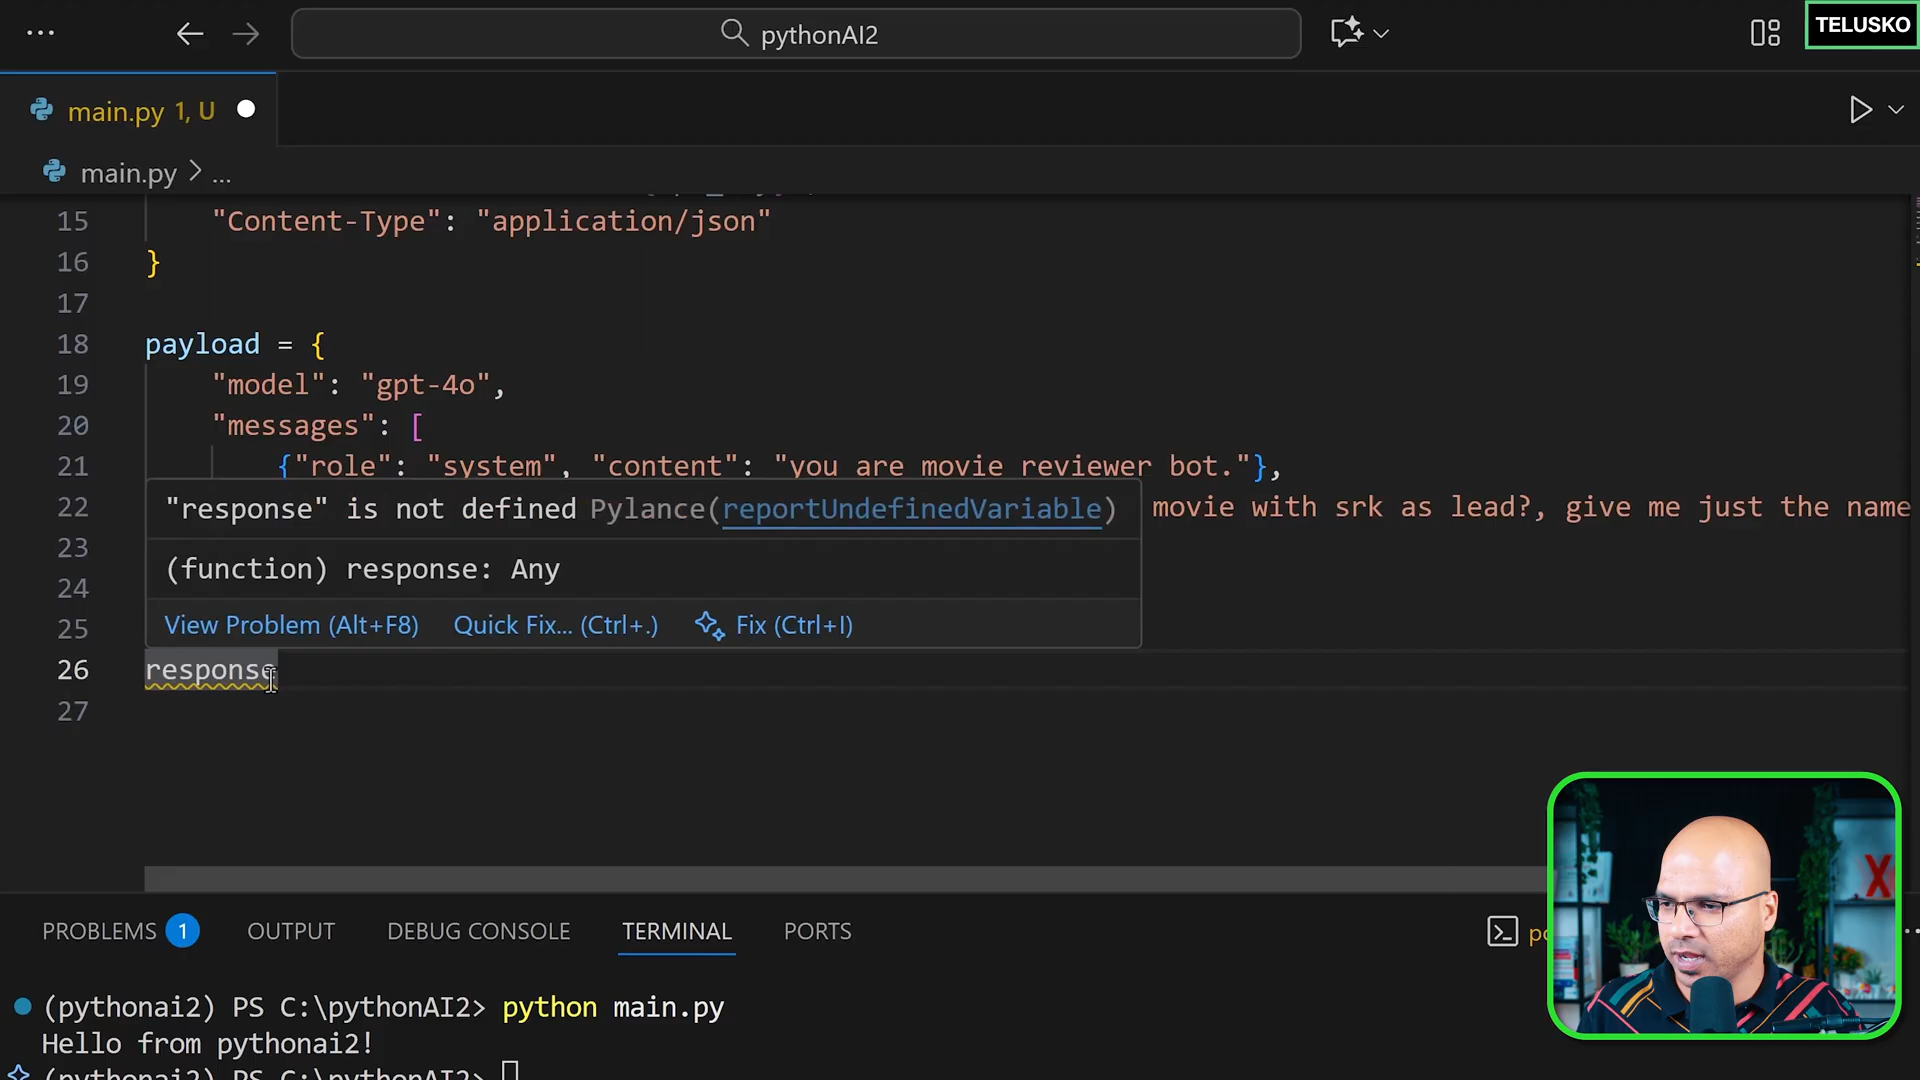 pythonAI2
TELUSKO
main.py 1, U
main.py > ...
15 "Content-Type": "application/json"
16 }
17
18 payload = {
19 "model": "gpt-4o",
20 "messages": [
21 {"role": "system", "content": "you are movie reviewer bot."},
22 movie with srk as lead?, give me just the name
"response" is not defined Pylance(reportUndefinedVariable)
23
(function) response: Any
24
25
View Problem (Alt+F8) Quick Fix... (Ctrl+.) Fix (Ctrl+I)
26 response
27
PROBLEMS 1 OUTPUT DEBUG CONSOLE TERMINAL PORTS
(pythonai2) PS C:\pythonAI2> python main.py
Hello from pythonai2!
(pythonai2) PS C:\pythonAI2>